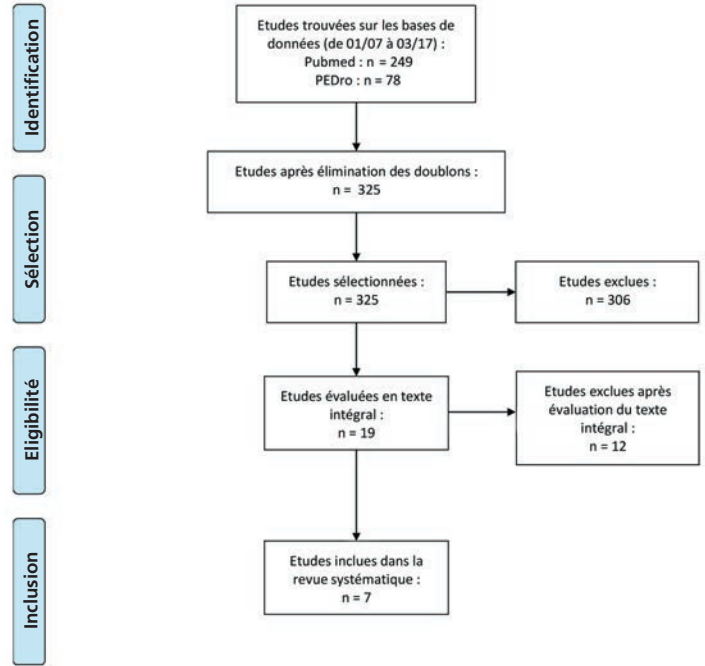 Identification
Etudes trouvées sur les bases de
données (de 01/07 à 03/17) :
Pubmed : n = 249
PEDro : n = 78
Etudes après élimination des doublons :
n = 325
Sélection
Etudes sélectionnées :
n = 325
Etudes exclues :
n = 306
Eligibilité
Etudes évaluées en texte
intégral :
n = 19
Etudes exclues après
évaluation du texte
intégral :
n = 12
Inclusion
Etudes inclues dans la
revue systématique :
n = 7